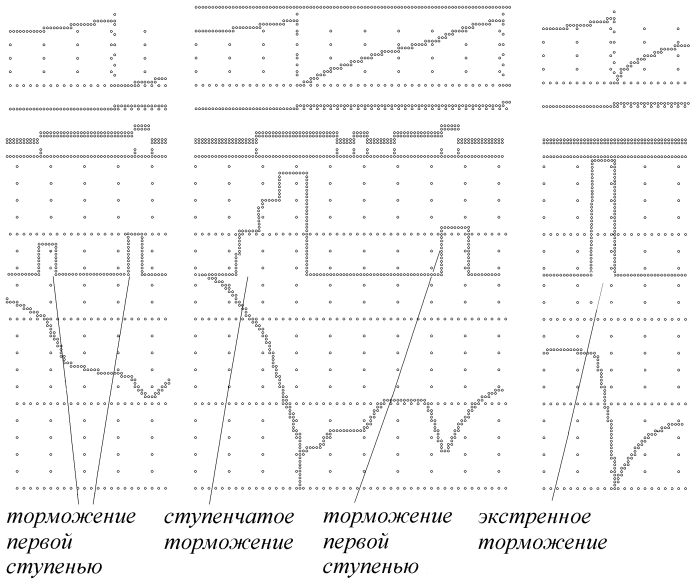 торможение
первой
ступенью
ступенчатое
торможение
торможение
первой
ступенью
экстренное
торможение